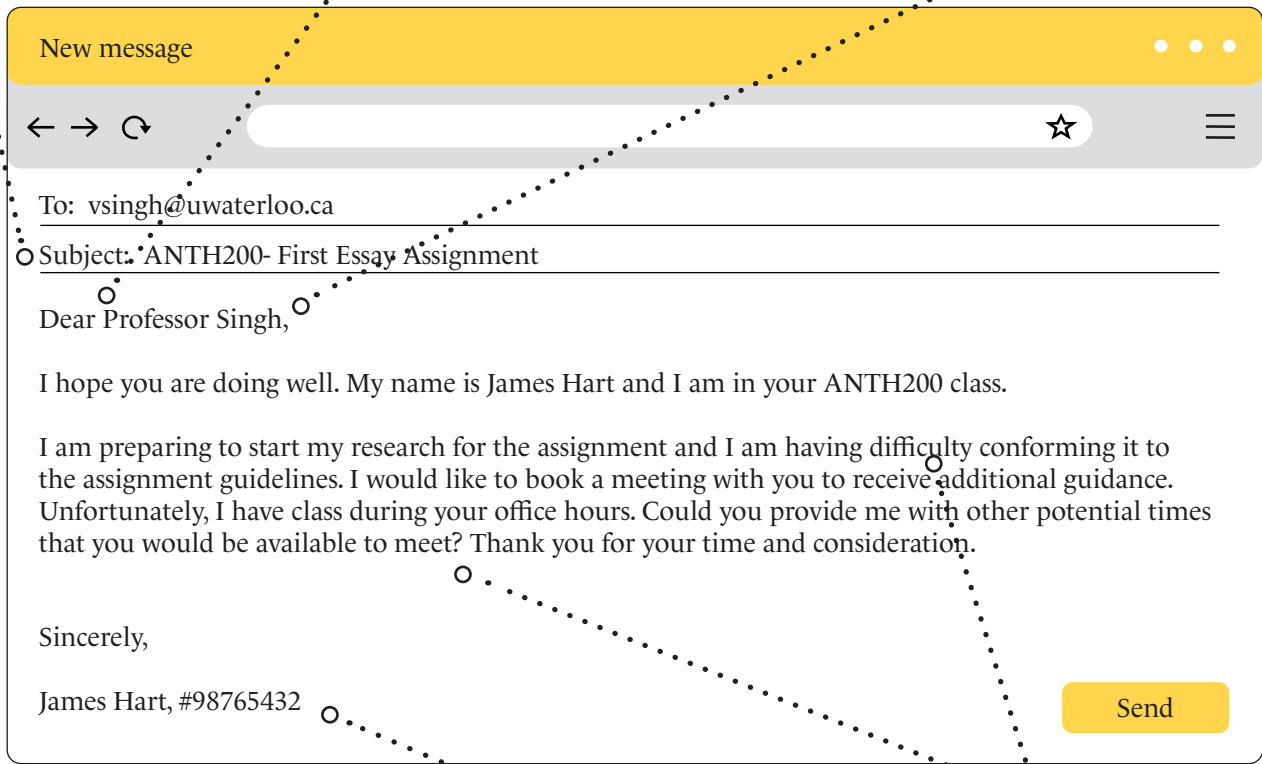 New message
To: vsingh@uwaterloo.ca
Subject: ANTH200- First Essay Assignment
Dear Professor Singh,
I hope you are doing well. My name is James Hart and I am in your ANTH200 class.
I am preparing to start my research for the assignment and I am having difficulty conforming it to
the assignment guidelines. I would like to book a meeting with you to receive additional guidance.
Unfortunately, I have class during your office hours. Could you provide me with other potential times
that you would be available to meet? Thank you for your time and consideration.
Sincerely,
James Hart, #98765432
Send